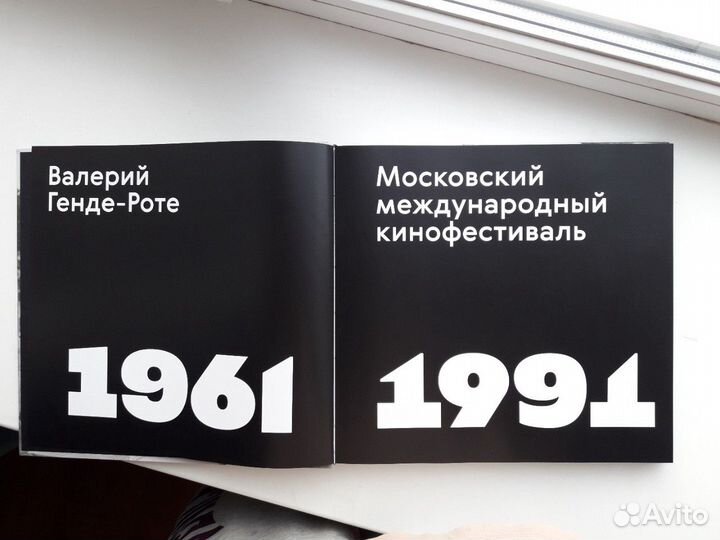 Валерий
Генде-Роте
1961
Московский
международный
кинофестиваль
1991
Avito